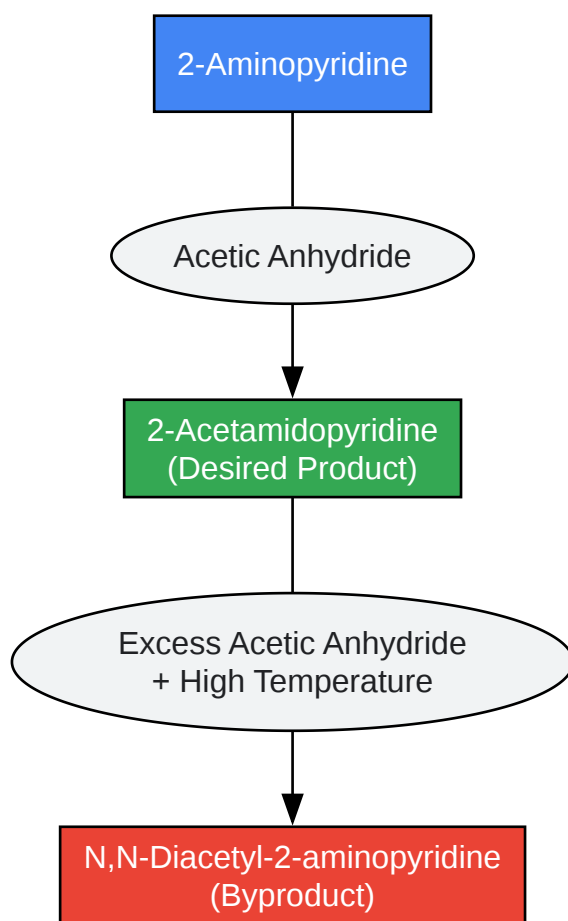 2-Aminopyridine
Acetic Anhydride
2-Acetamidopyridine
(Desired Product)
Excess Acetic Anhydride
+ High Temperature
N,N-Diacetyl-2-aminopyridine
(Byproduct)